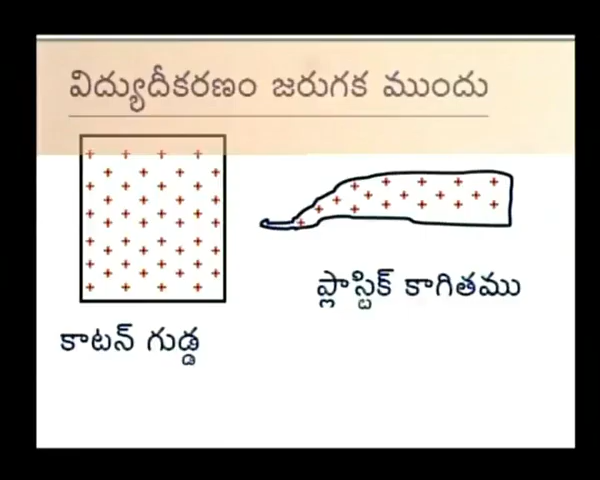 విద్యుదీకరణం జరుగక ముందు
ప్లాస్టిక్ కాగితము
కాటన్ గుడ్డ